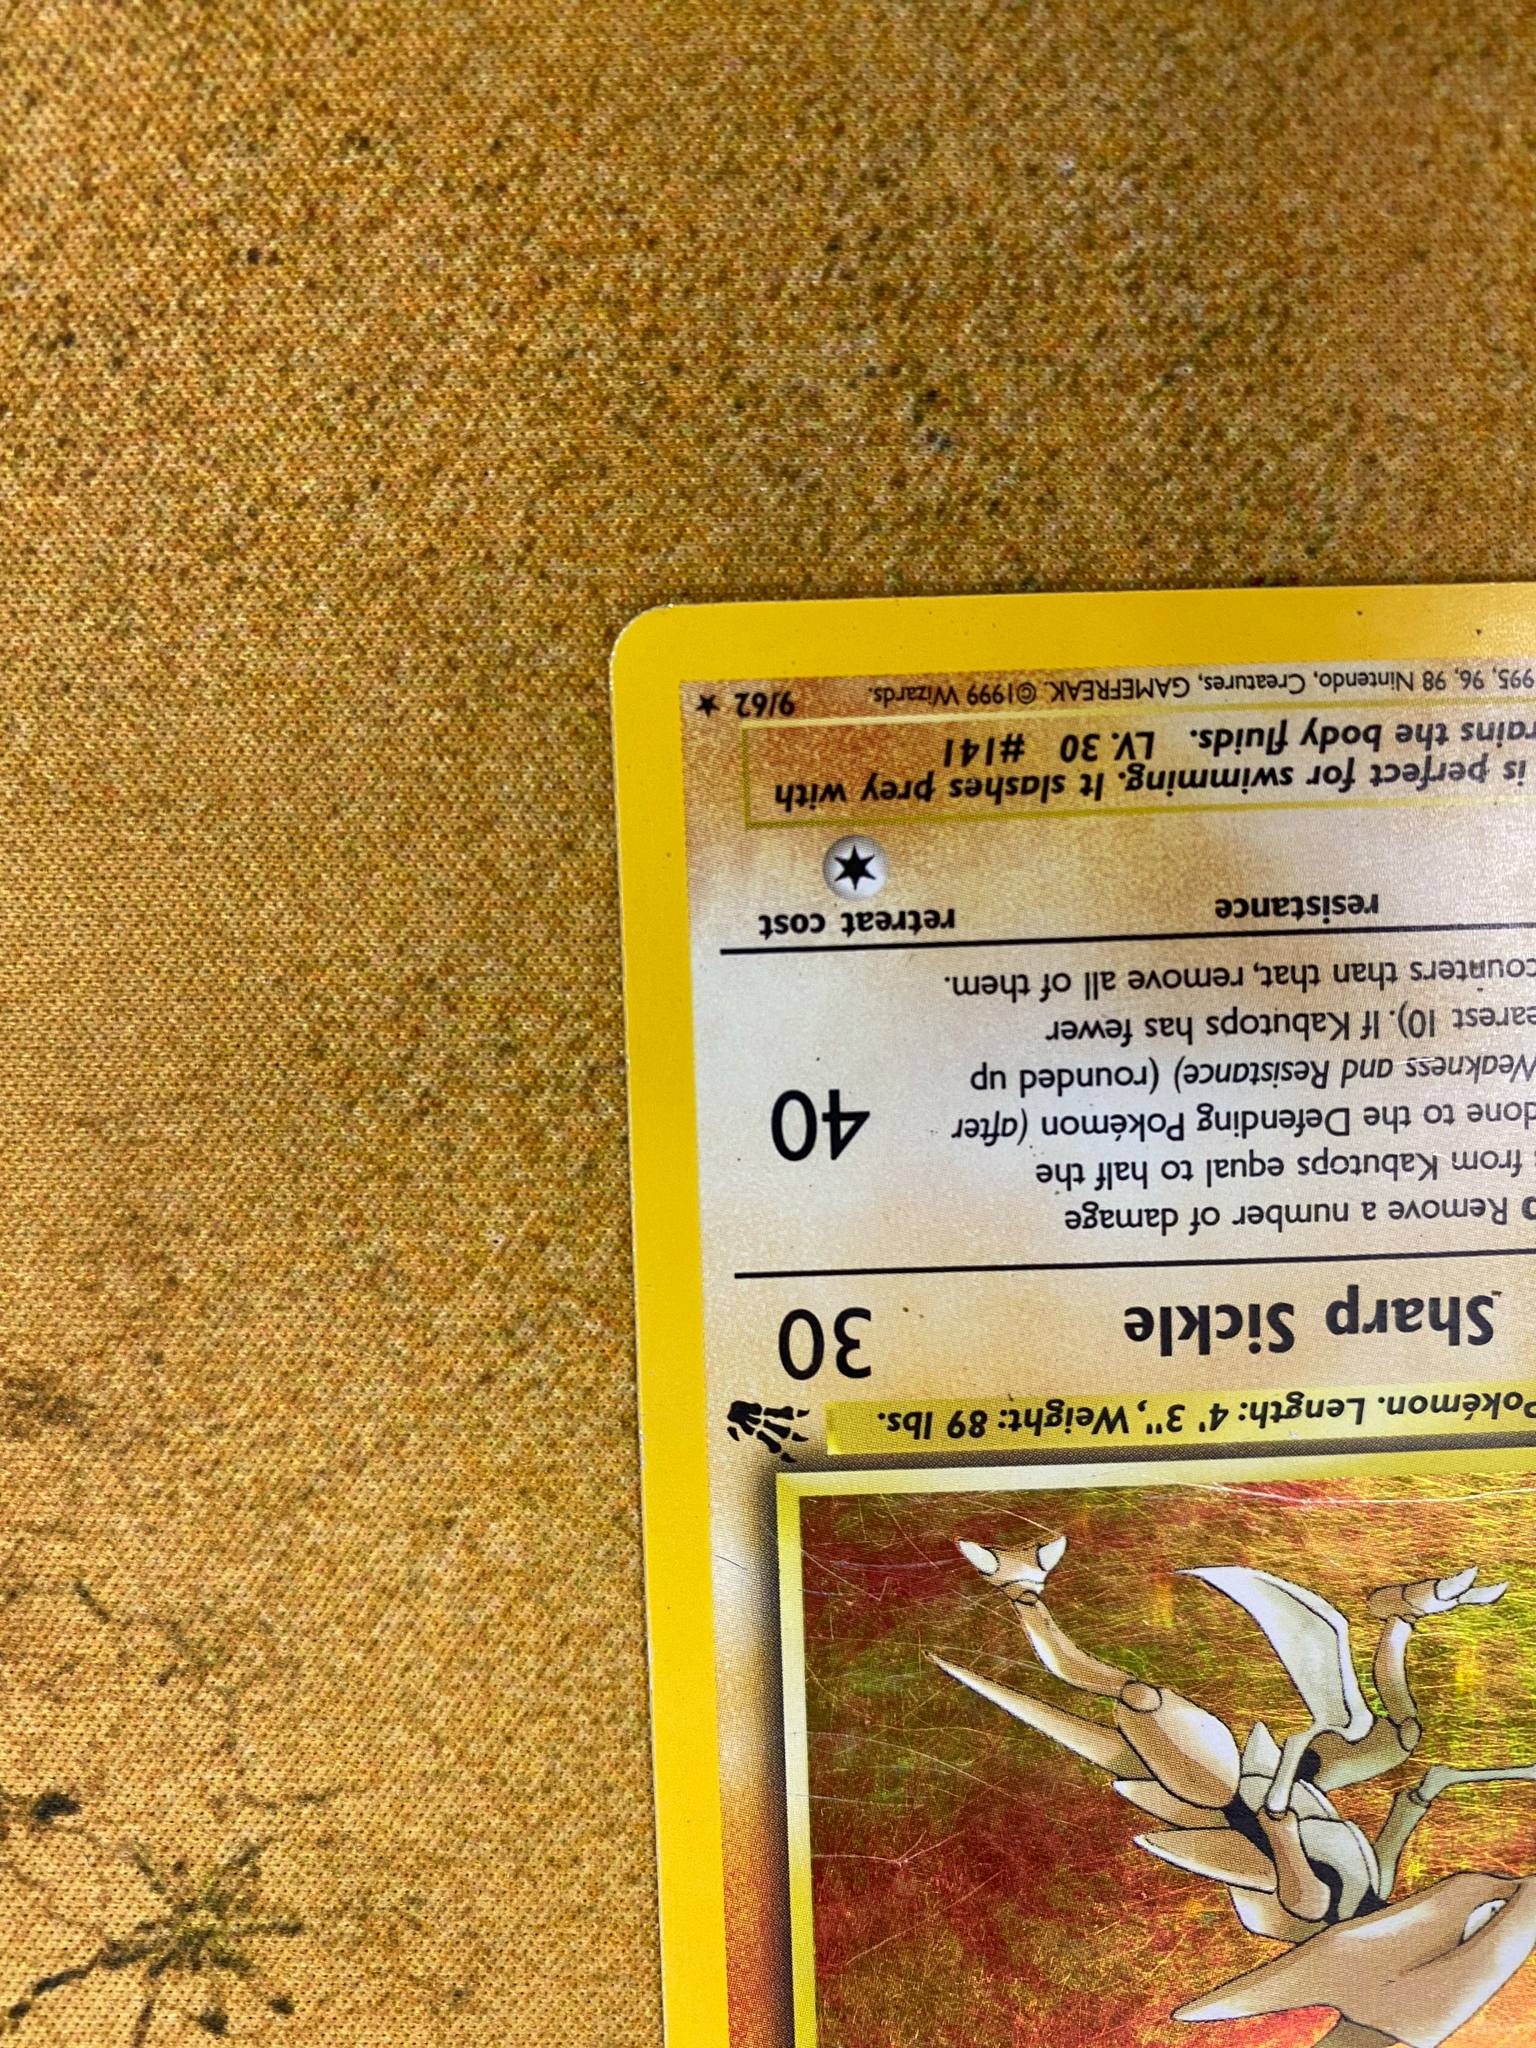 Pokémon. Length: 4' 3", Weight: 89 lbs.
Sharp Sickle 30
Remove a number of damage
from Kabutops equal to half the
done to the Defending Pokémon (after
Weakness and Resistance) (rounded up
earest 10). If Kabutops has fewer
counters than that, remove all of them.
40
resistance retreat cost
is perfect for swimming. It slashes prey with
rains the body fluids. LV. 30 #141
995, 96, 98 Nintendo, Creatures, GAMEFREAK. ©1999 Wizards. 9/62 ★